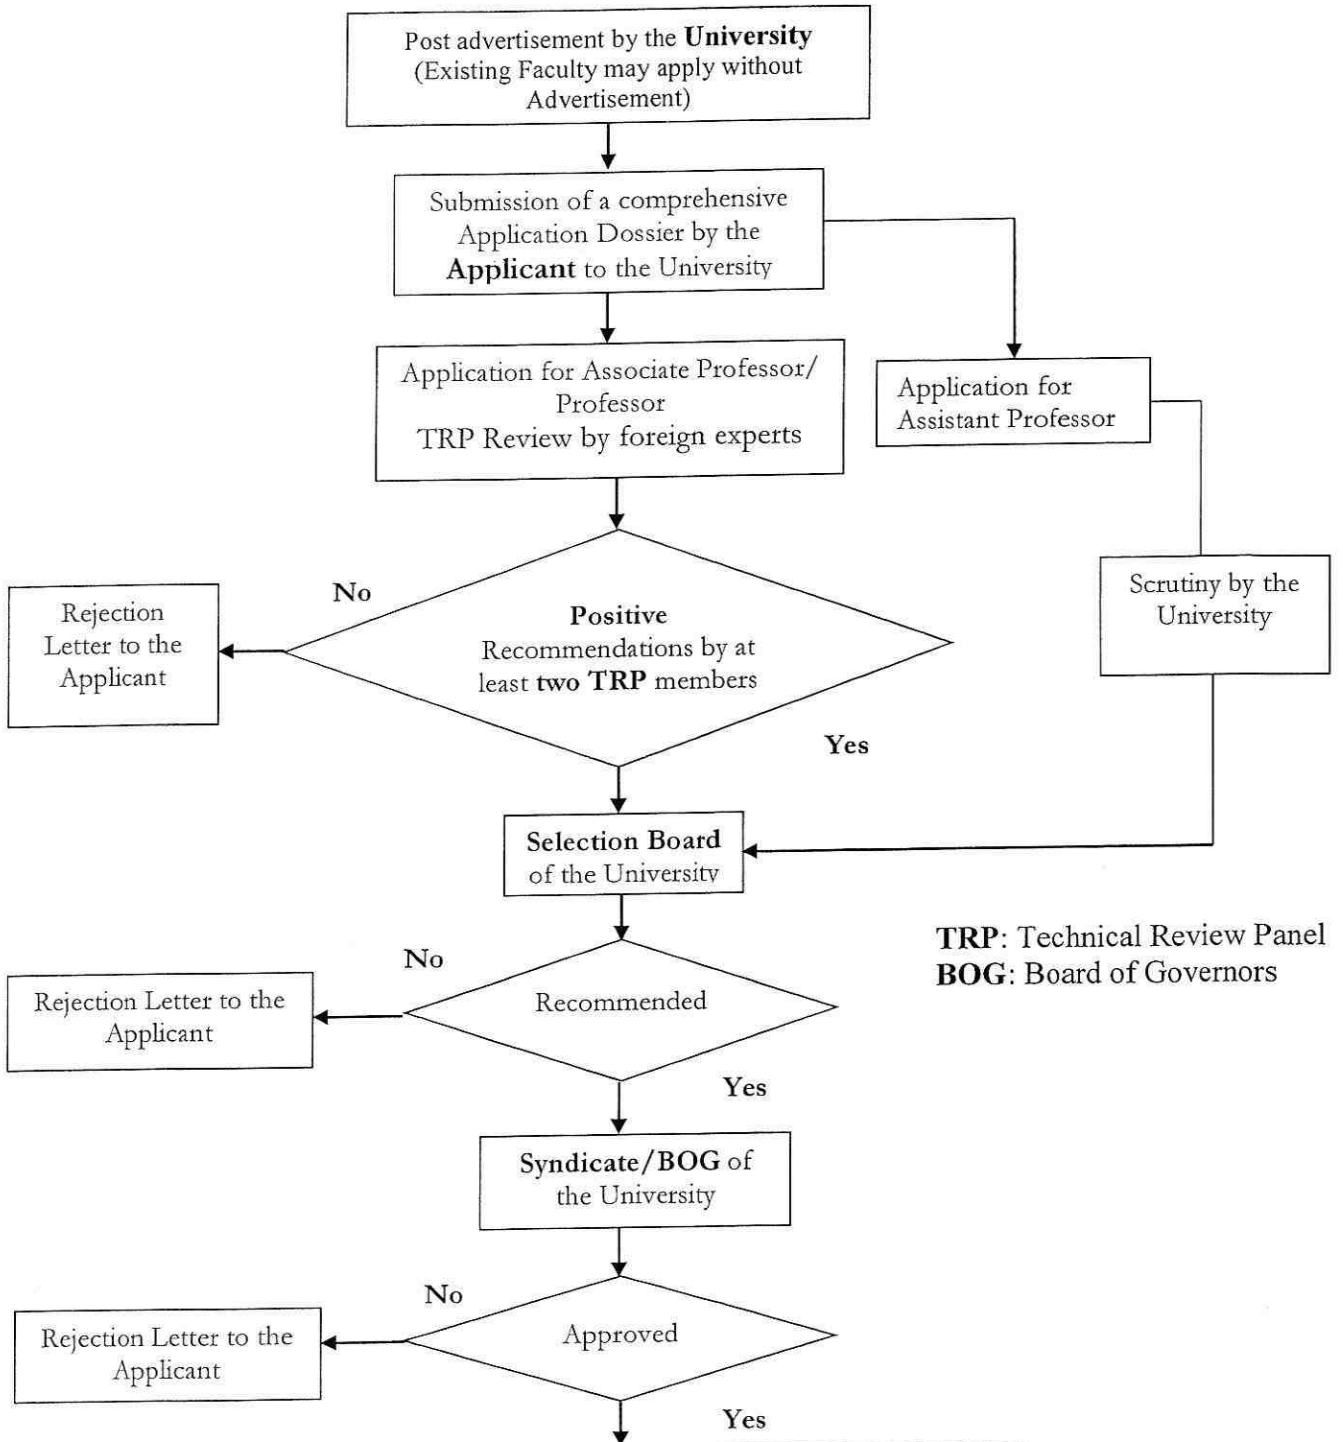 Post advertisement by the University
(Existing Faculty may apply without
Advertisement)
Submission of a comprehensive
Application Dossier by the
Applicant to the University
Application for Associate Professor/
Professor
TRP Review by foreign experts
Application for
Assistant Professor
No
Rejection
Letter to the
Applicant
Positive
Recommendations by at
least two TRP members
Scrutiny by the
University
Yes
Selection Board
of the University
TRP: Technical Review Panel
BOG: Board of Governors
No
Rejection Letter to the
Applicant
Recommended
Yes
Syndicate/BOG of
the University
No
Rejection Letter to the
Applicant
Approved
Yes